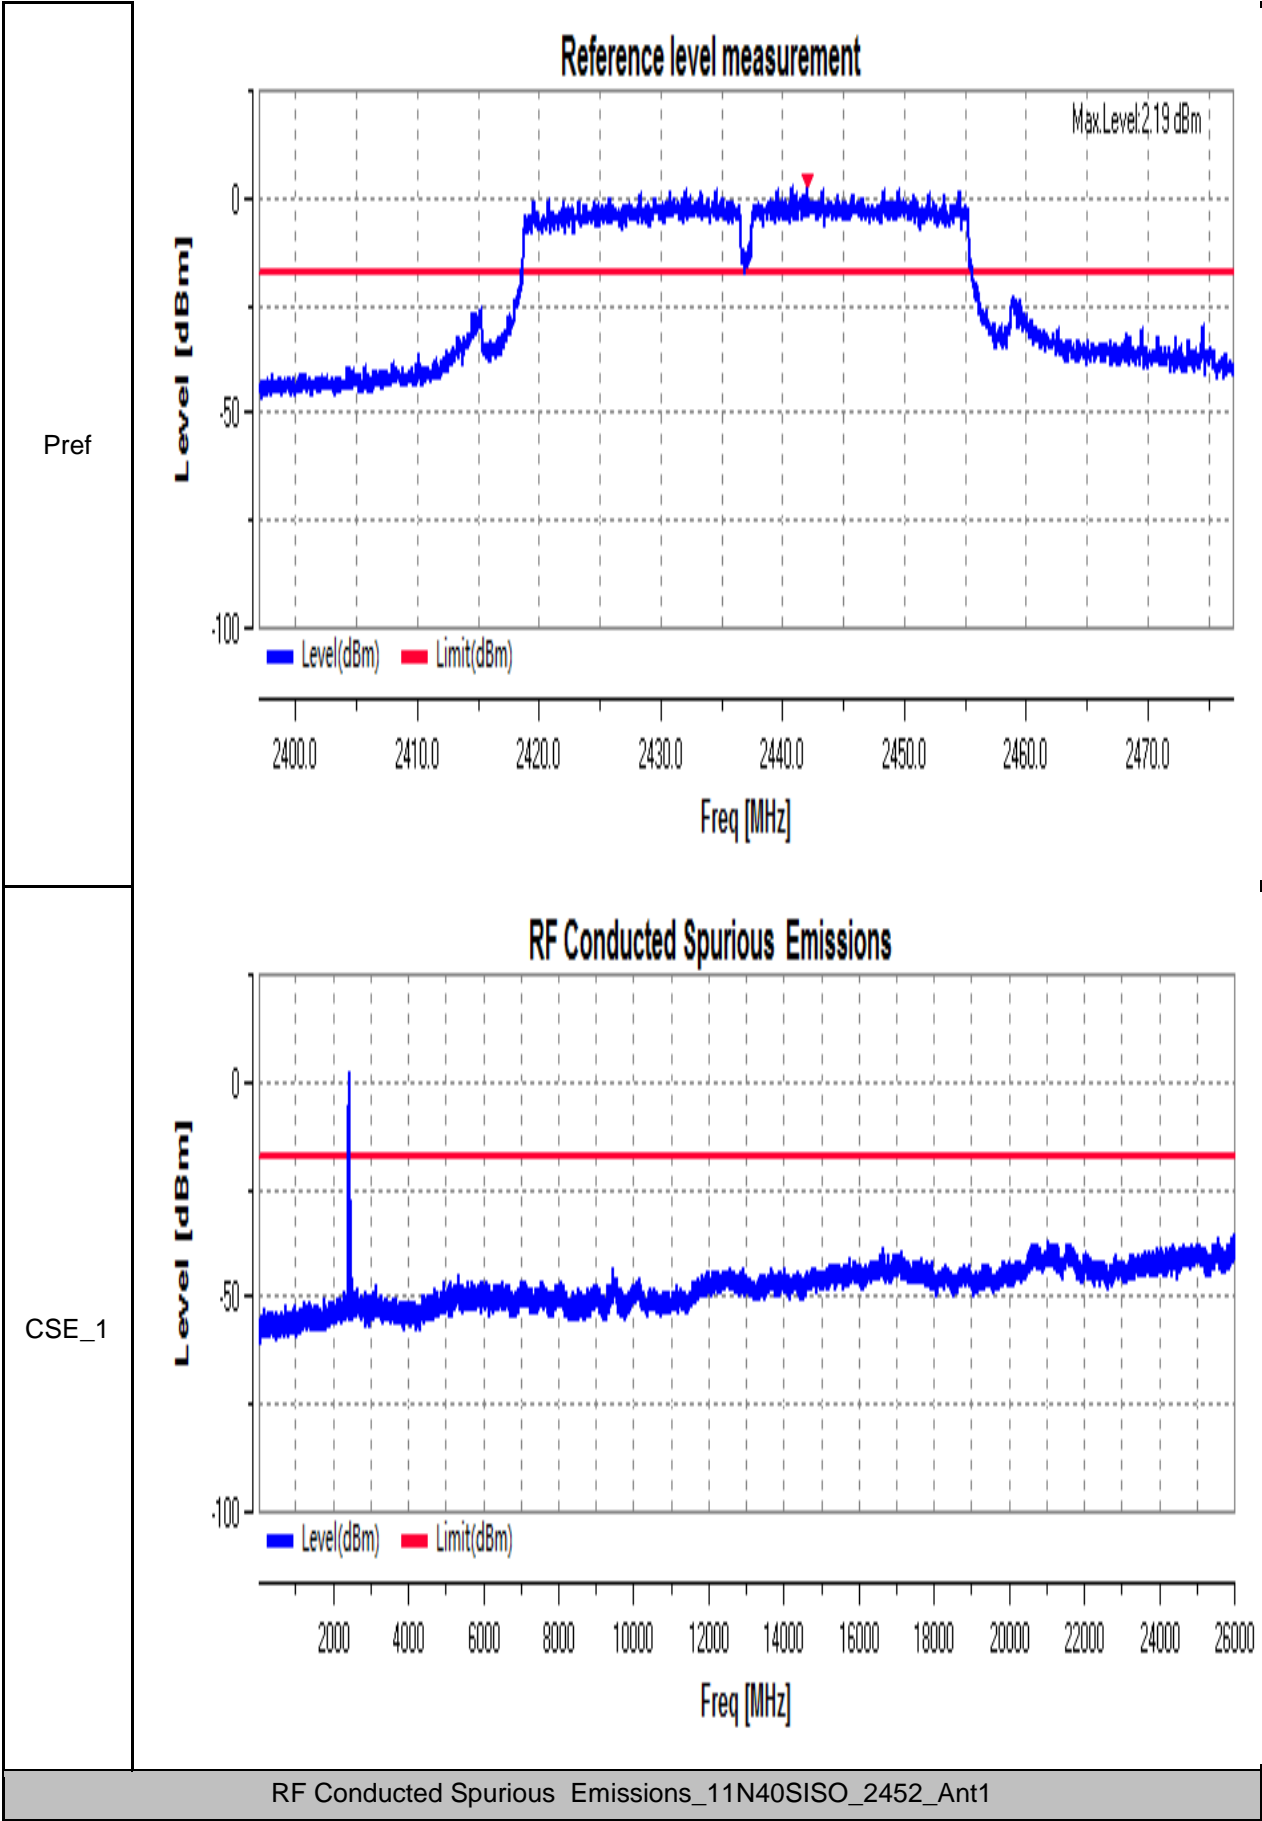 Pref
Reference level measurement
Max.Level:2.19 dBm
Level [dBm]
0
-50
-100
Level(dBm) Limit(dBm)
2400.0 2410.0 2420.0 2430.0 2440.0 2450.0 2460.0 2470.0
Freq [MHz]
CSE_1
RF Conducted Spurious Emissions
Level [dBm]
0
-50
-100
Level(dBm) Limit(dBm)
2000 4000 6000 8000 10000 12000 14000 16000 18000 20000 22000 24000 26000
Freq [MHz]
RF Conducted Spurious Emissions_11N40SISO_2452_Ant1